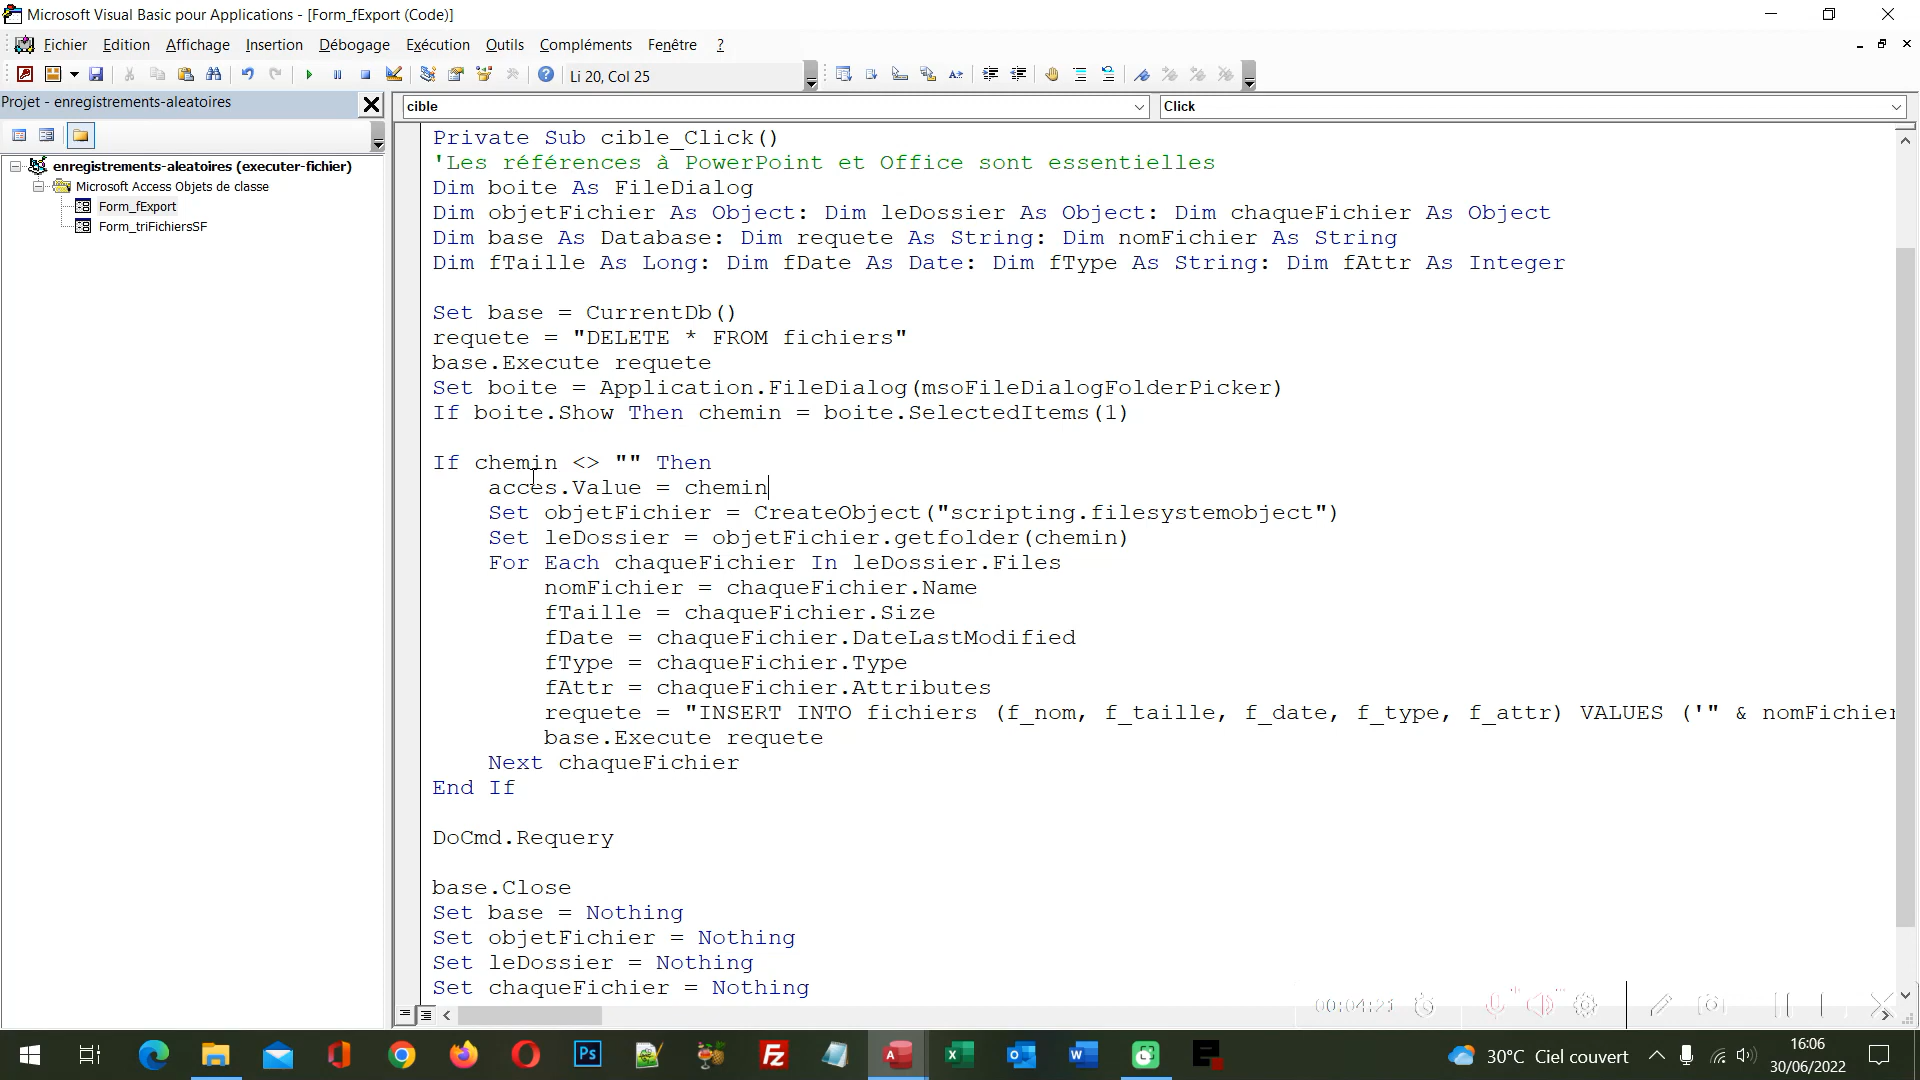 Microsoft Visual Basic pour Applications - [Form_fExport (Code)]
Fichier Edition Affichage Insertion Débogage Exécution Outils Compléments Fenêtre ?
Li 20, Col 25
Projet - enregistrements-aleatoires
cible
Click
enregistrements-aleatoires (executer-fichier)
Microsoft Access Objets de classe
Form_fExport
Form_triFichiersSF
Private Sub cible_Click()
'Les références à PowerPoint et Office sont essentielles
Dim boite As FileDialog
Dim objetFichier As Object: Dim leDossier As Object: Dim chaqueFichier As Object
Dim base As Database: Dim requete As String: Dim nomFichier As String
Dim fTaille As Long: Dim fDate As Date: Dim fType As String: Dim fAttr As Integer
Set base = CurrentDb()
requete = "DELETE * FROM fichiers"
base.Execute requete
Set boite = Application.FileDialog(msoFileDialogFolderPicker)
If boite.Show Then chemin = boite.SelectedItems(1)
If chemin <> "" Then
acces.Value = chemin
Set objetFichier = CreateObject("scripting.filesystemobject")
Set leDossier = objetFichier.getfolder(chemin)
For Each chaqueFichier In leDossier.Files
nomFichier = chaqueFichier.Name
fTaille = chaqueFichier.Size
fDate = chaqueFichier.DateLastModified
fType = chaqueFichier.Type
fAttr = chaqueFichier.Attributes
requete = "INSERT INTO fichiers (f_nom, f_taille, f_date, f_type, f_attr) VALUES ('" & nomFichier
base.Execute requete
Next chaqueFichier
End If
DoCmd.Requery
base.Close
Set base = Nothing
Set objetFichier = Nothing
Set leDossier = Nothing
Set chaqueFichier = Nothing
00:04:21
30°C Ciel couvert
16:06
30/06/2022